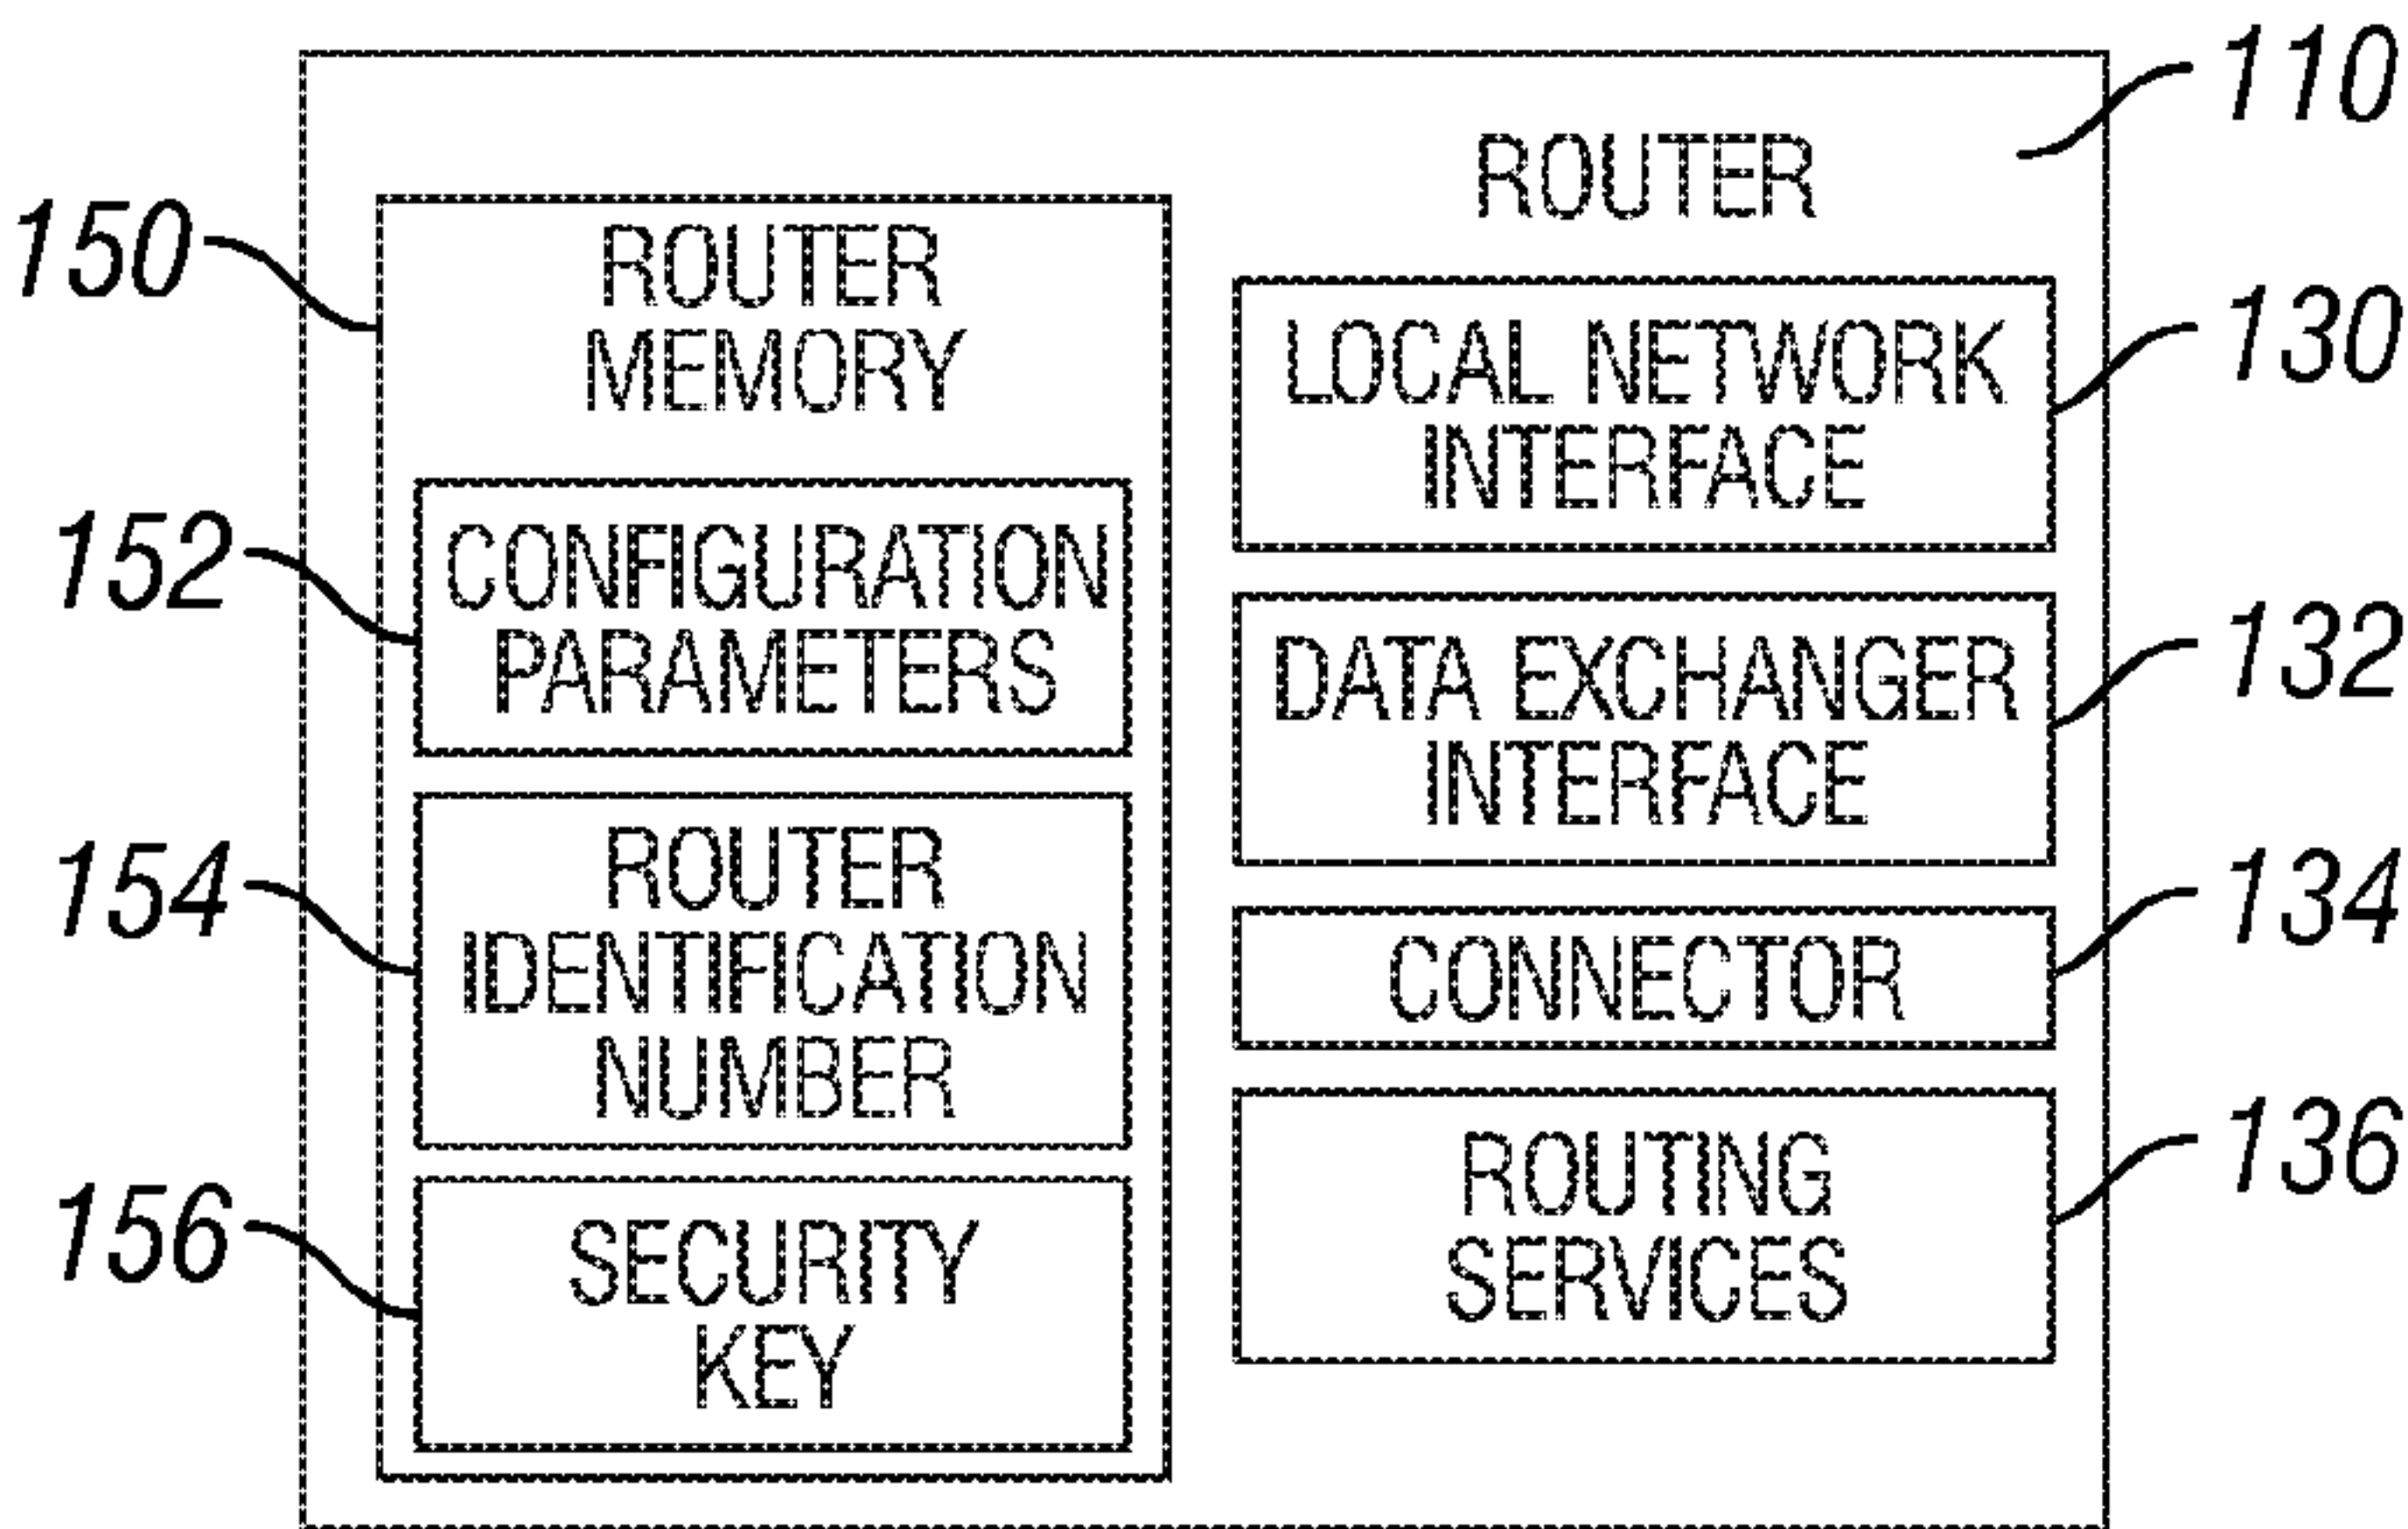 110
ROUTER
150
ROUTER
MEMORY
130
LOCAL NETWORK
INTERFACE
152
CONFIGURATION
PARAMETERS
132
DATA EXCHANGER
INTERFACE
154
ROUTER
IDENTIFICATION
NUMBER
134
CONNECTOR
156
SECURITY
KEY
136
ROUTING
SERVICES